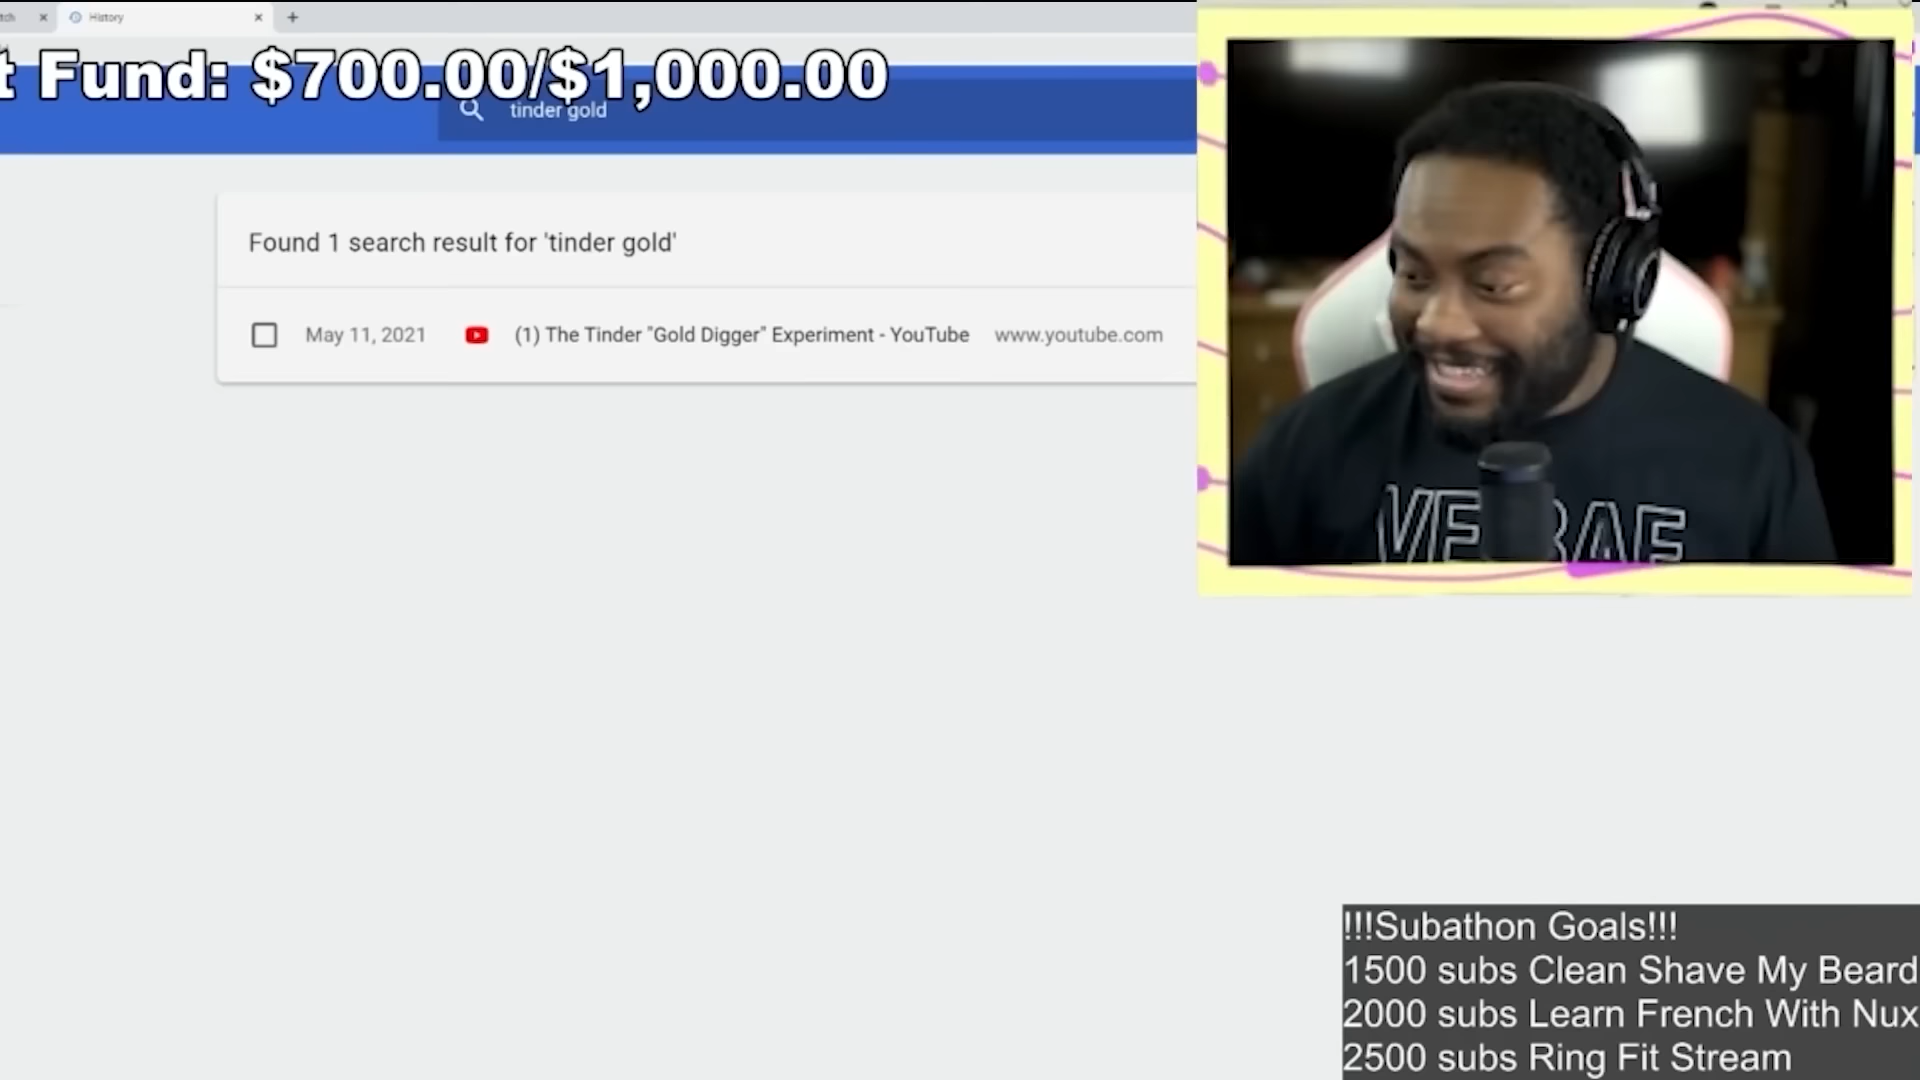 tch
History
t Fund: $700.00/$1,000.00
tinder gold
Found 1 search result for 'tinder gold'
May 11, 2021 (1) The Tinder "Gold Digger" Experiment - YouTube www.youtube.com
!!!Subathon Goals!!!
1500 subs Clean Shave My Beard
2000 subs Learn French With Nux
2500 subs Ring Fit Stream